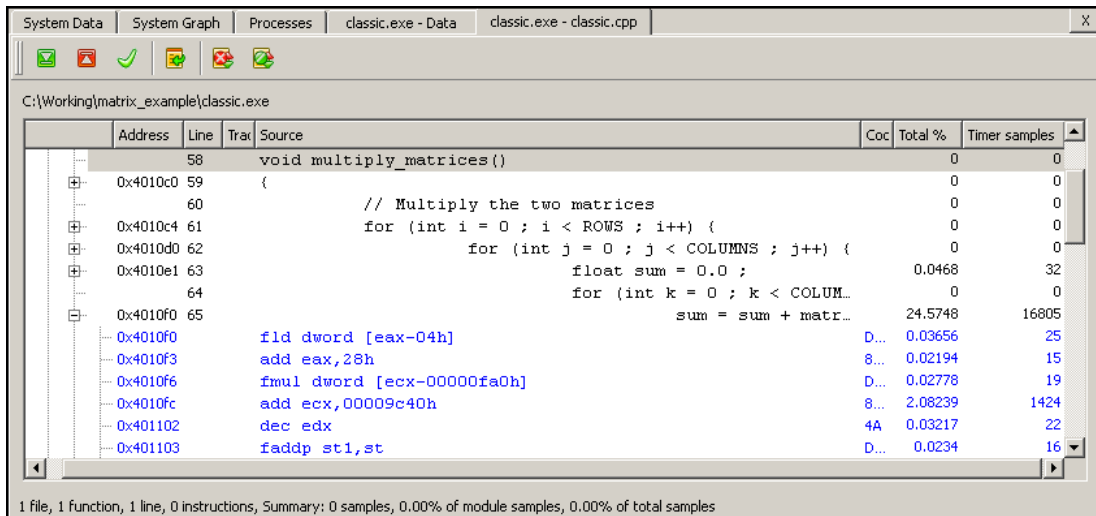 System Data System Graph Processes classic.exe - Data classic.exe - classic.cpp X
C:\Working\matrix_example\classic.exe
Address Line Trac Source Coc Total % Timer samples
58 void multiply_matrices() 0 0
0x4010c0 59 { 0 0
60 // Multiply the two matrices 0 0
0x4010c4 61 for (int i = 0 ; i < ROWS ; i++) { 0 0
0x4010d0 62 for (int j = 0 ; j < COLUMNS ; j++) { 0 0
0x4010e1 63 float sum = 0.0 ; 0.0468 32
64 for (int k = 0 ; k < COLUM… 0 0
0x4010f0 65 sum = sum + matr… 24.5748 16805
0x4010f0 fld dword [eax-04h] D... 0.03656 25
0x4010f3 add eax,28h 8... 0.02194 15
0x4010f6 fmul dword [ecx-00000fa0h] D... 0.02778 19
0x4010fc add ecx,00009c40h 8... 2.08239 1424
0x401102 dec edx 4A 0.03217 22
0x401103 faddp st1,st D... 0.0234 16
1 file, 1 function, 1 line, 0 instructions, Summary: 0 samples, 0.00% of module samples, 0.00% of total samples